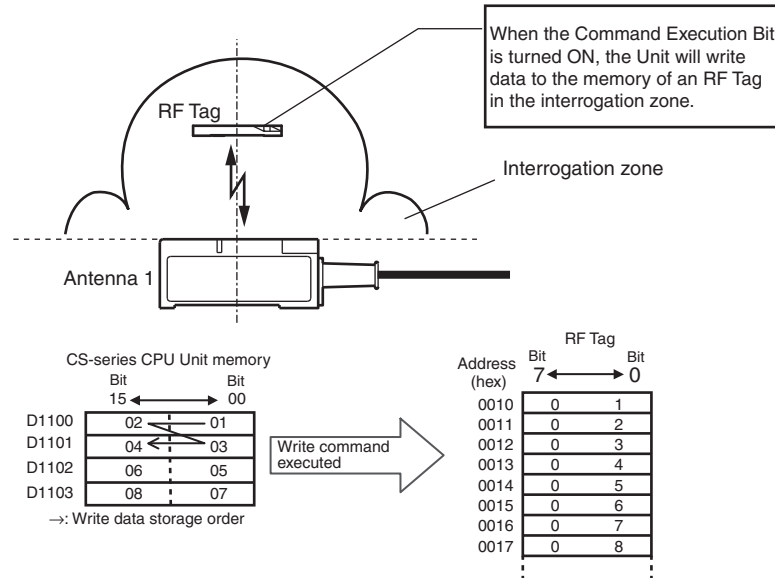 When the Command Execution Bit
is turned ON, the Unit will write
data to the memory of an RF Tag
in the interrogation zone.
RF Tag
Interrogation zone
Antenna 1
CS-series CPU Unit memory
Bit Bit
15 00
D1100 02 01
D1101 04 03
D1102 06 05
D1103 08 07
→: Write data storage order
Write command
executed
RF Tag
Address Bit Bit
(hex) 7 0
0010 0 1
0011 0 2
0012 0 3
0013 0 4
0014 0 5
0015 0 6
0016 0 7
0017 0 8